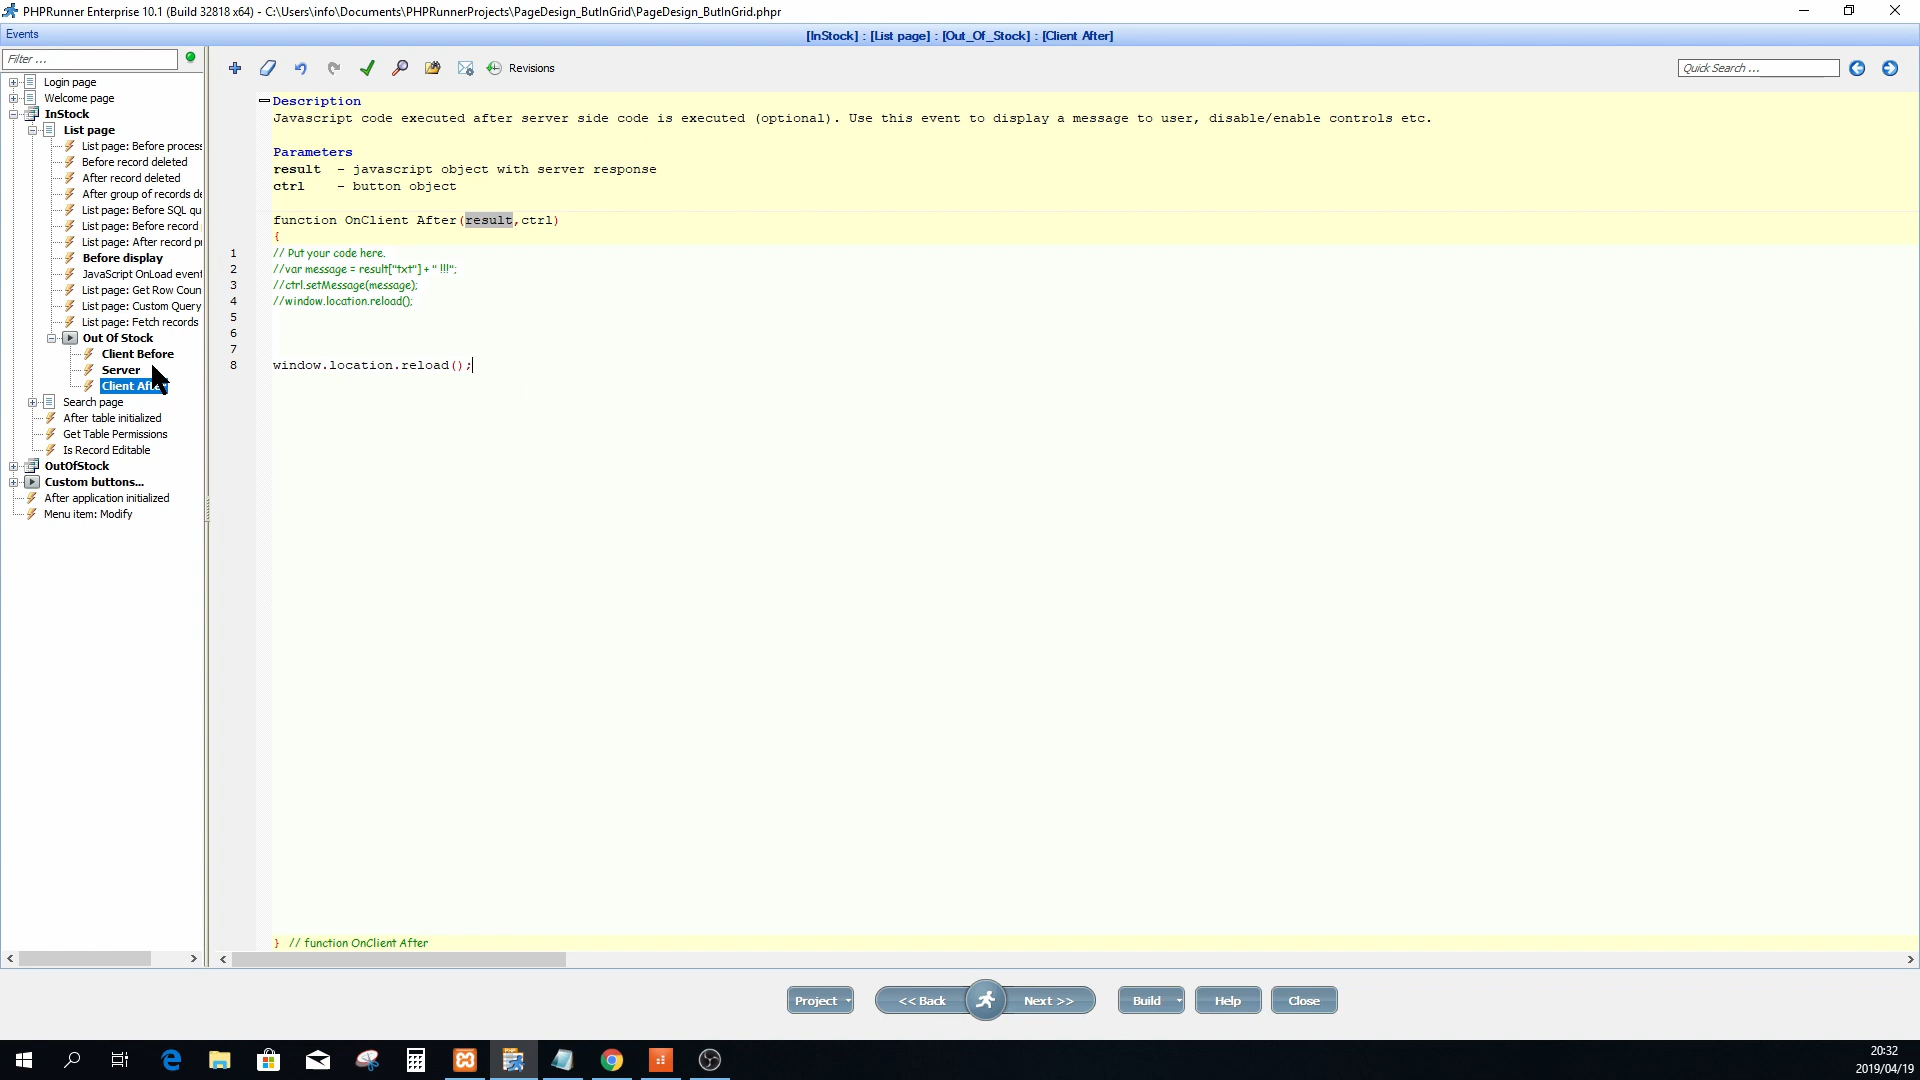 PHPRunner Enterprise 10.1 (Build 32818 x64) - C:\Users\info\Documents\PHPRunnerProjects\PageDesign_ButInGrid\PageDesign_ButInGrid.phpr
Events
[InStock] : [List page] : [Out_Of_Stock] : [Client After]
Filter ...
Revisions
Quick Search ...
Login page
Welcome page
InStock
List page
List page: Before process
Before record deleted
After record deleted
After group of records de
List page: Before SQL qu
List page: Before record
List page: After record p
Before display
JavaScript OnLoad event
List page: Get Row Coun
List page: Custom Query
List page: Fetch records
Out Of Stock
Client Before
Server
Client After
Search page
After table initialized
Get Table Permissions
Is Record Editable
OutOfStock
Custom buttons...
After application initialized
Menu item: Modify
Description
Javascript code executed after server side code is executed (optional). Use this event to display a message to user, disable/enable controls etc.
Parameters
result - javascript object with server response
ctrl - button object
function OnClient After(result,ctrl)
{
1 // Put your code here.
2 //var message = result["txt"] + " !!!";
3 //ctrl.setMessage(message);
4 //window.location.reload();
5
6
7
8 window.location.reload();
} // function OnClient After
Project
<< Back
Next >>
Build
Help
Close
20:32
2019/04/19